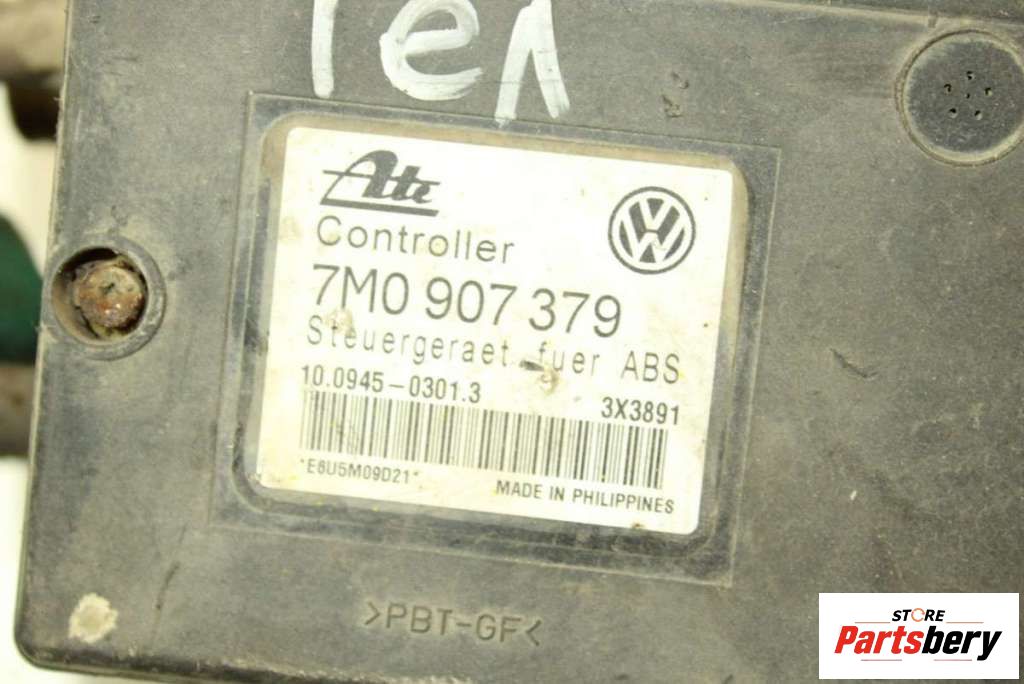 Ate
Controller
7M0 907 379
Steuergeraet fuer ABS
10.0945-0301.3 3X3891
*E6U5M09D21*
MADE IN PHILIPPINES
>PBT-GF<
STORE
Partsbery